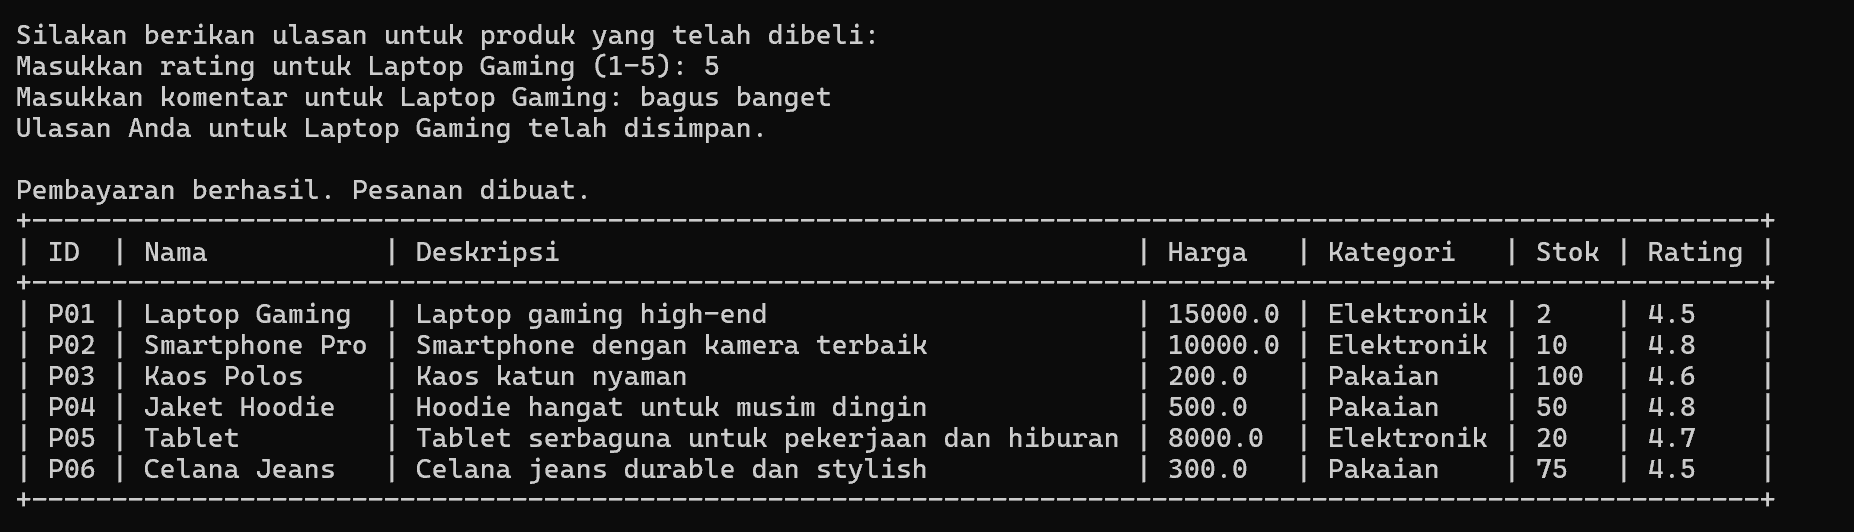 Silakan berikan ulasan untuk produk yang telah dibeli:
Masukkan rating untuk Laptop Gaming (1-5): 5
Masukkan komentar untuk Laptop Gaming: bagus banget
Ulasan Anda untuk Laptop Gaming telah disimpan.
Pembayaran berhasil. Pesanan dibuat.
+------------------------------------------------------------------------------------------------------------+
| ID  | Nama           | Deskripsi                                    | Harga   | Kategori   | Stok | Rating |
+------------------------------------------------------------------------------------------------------------+
| P01 | Laptop Gaming  | Laptop gaming high-end                       | 15000.0 | Elektronik | 2    | 4.5    |
| P02 | Smartphone Pro | Smartphone dengan kamera terbaik             | 10000.0 | Elektronik | 10   | 4.8    |
| P03 | Kaos Polos     | Kaos katun nyaman                            | 200.0   | Pakaian    | 100  | 4.6    |
| P04 | Jaket Hoodie   | Hoodie hangat untuk musim dingin             | 500.0   | Pakaian    | 50   | 4.8    |
| P05 | Tablet         | Tablet serbaguna untuk pekerjaan dan hiburan | 8000.0  | Elektronik | 20   | 4.7    |
| P06 | Celana Jeans   | Celana jeans durable dan stylish             | 300.0   | Pakaian    | 75   | 4.5    |
+------------------------------------------------------------------------------------------------------------+